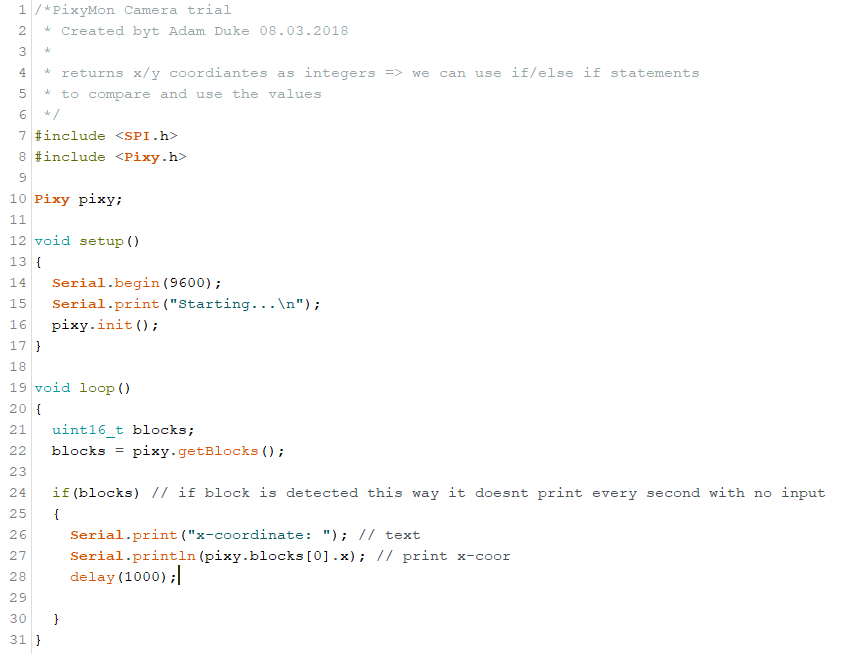 1 /*PixyMon Camera trial
2  * Created byt Adam Duke 08.03.2018
3  *
4  * returns x/y coordiantes as integers => we can use if/else if statements
5  * to compare and use the values
6  */
7 #include <SPI.h>
8 #include <Pixy.h>
9
10 Pixy pixy;
11
12 void setup()
13 {
14   Serial.begin(9600);
15   Serial.print("Starting...\n");
16   pixy.init();
17 }
18
19 void loop()
20 {
21   uint16_t blocks;
22   blocks = pixy.getBlocks();
23
24   if(blocks) // if block is detected this way it doesnt print every second with no input
25   {
26     Serial.print("x-coordinate: "); // text
27     Serial.println(pixy.blocks[0].x); // print x-coor
28     delay(1000);
29
30   }
31 }